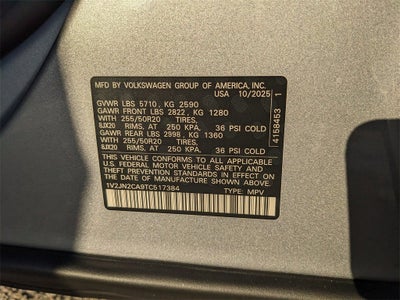 MFD. BY VOLKSWAGEN GROUP OF AMERICA, INC.
USA 10/2025
GVWR LBS 5710, KG 2590
GAWR FRONT LBS 2822, KG 1280
WITH 255/50R20 TIRES,
8JX20 RIMS, AT 250 KPA, 36 PSI COLD
GAWR REAR LBS 2998, KG 1360
WITH 255/50R20 TIRES,
8JX20 RIMS, AT 250 KPA, 36 PSI COLD
THIS VEHICLE CONFORMS TO ALL APPLICABLE
U.S. FEDERAL MOTOR VEHICLE SAFETY, BUMPER, AND
THEFT PREVENTION STANDARDS IN EFFECT ON THE
DATE OF MANUFACTURE SHOWN ABOVE.
1V2JN2CA9TC517384 TYPE: MPV
4158453 1